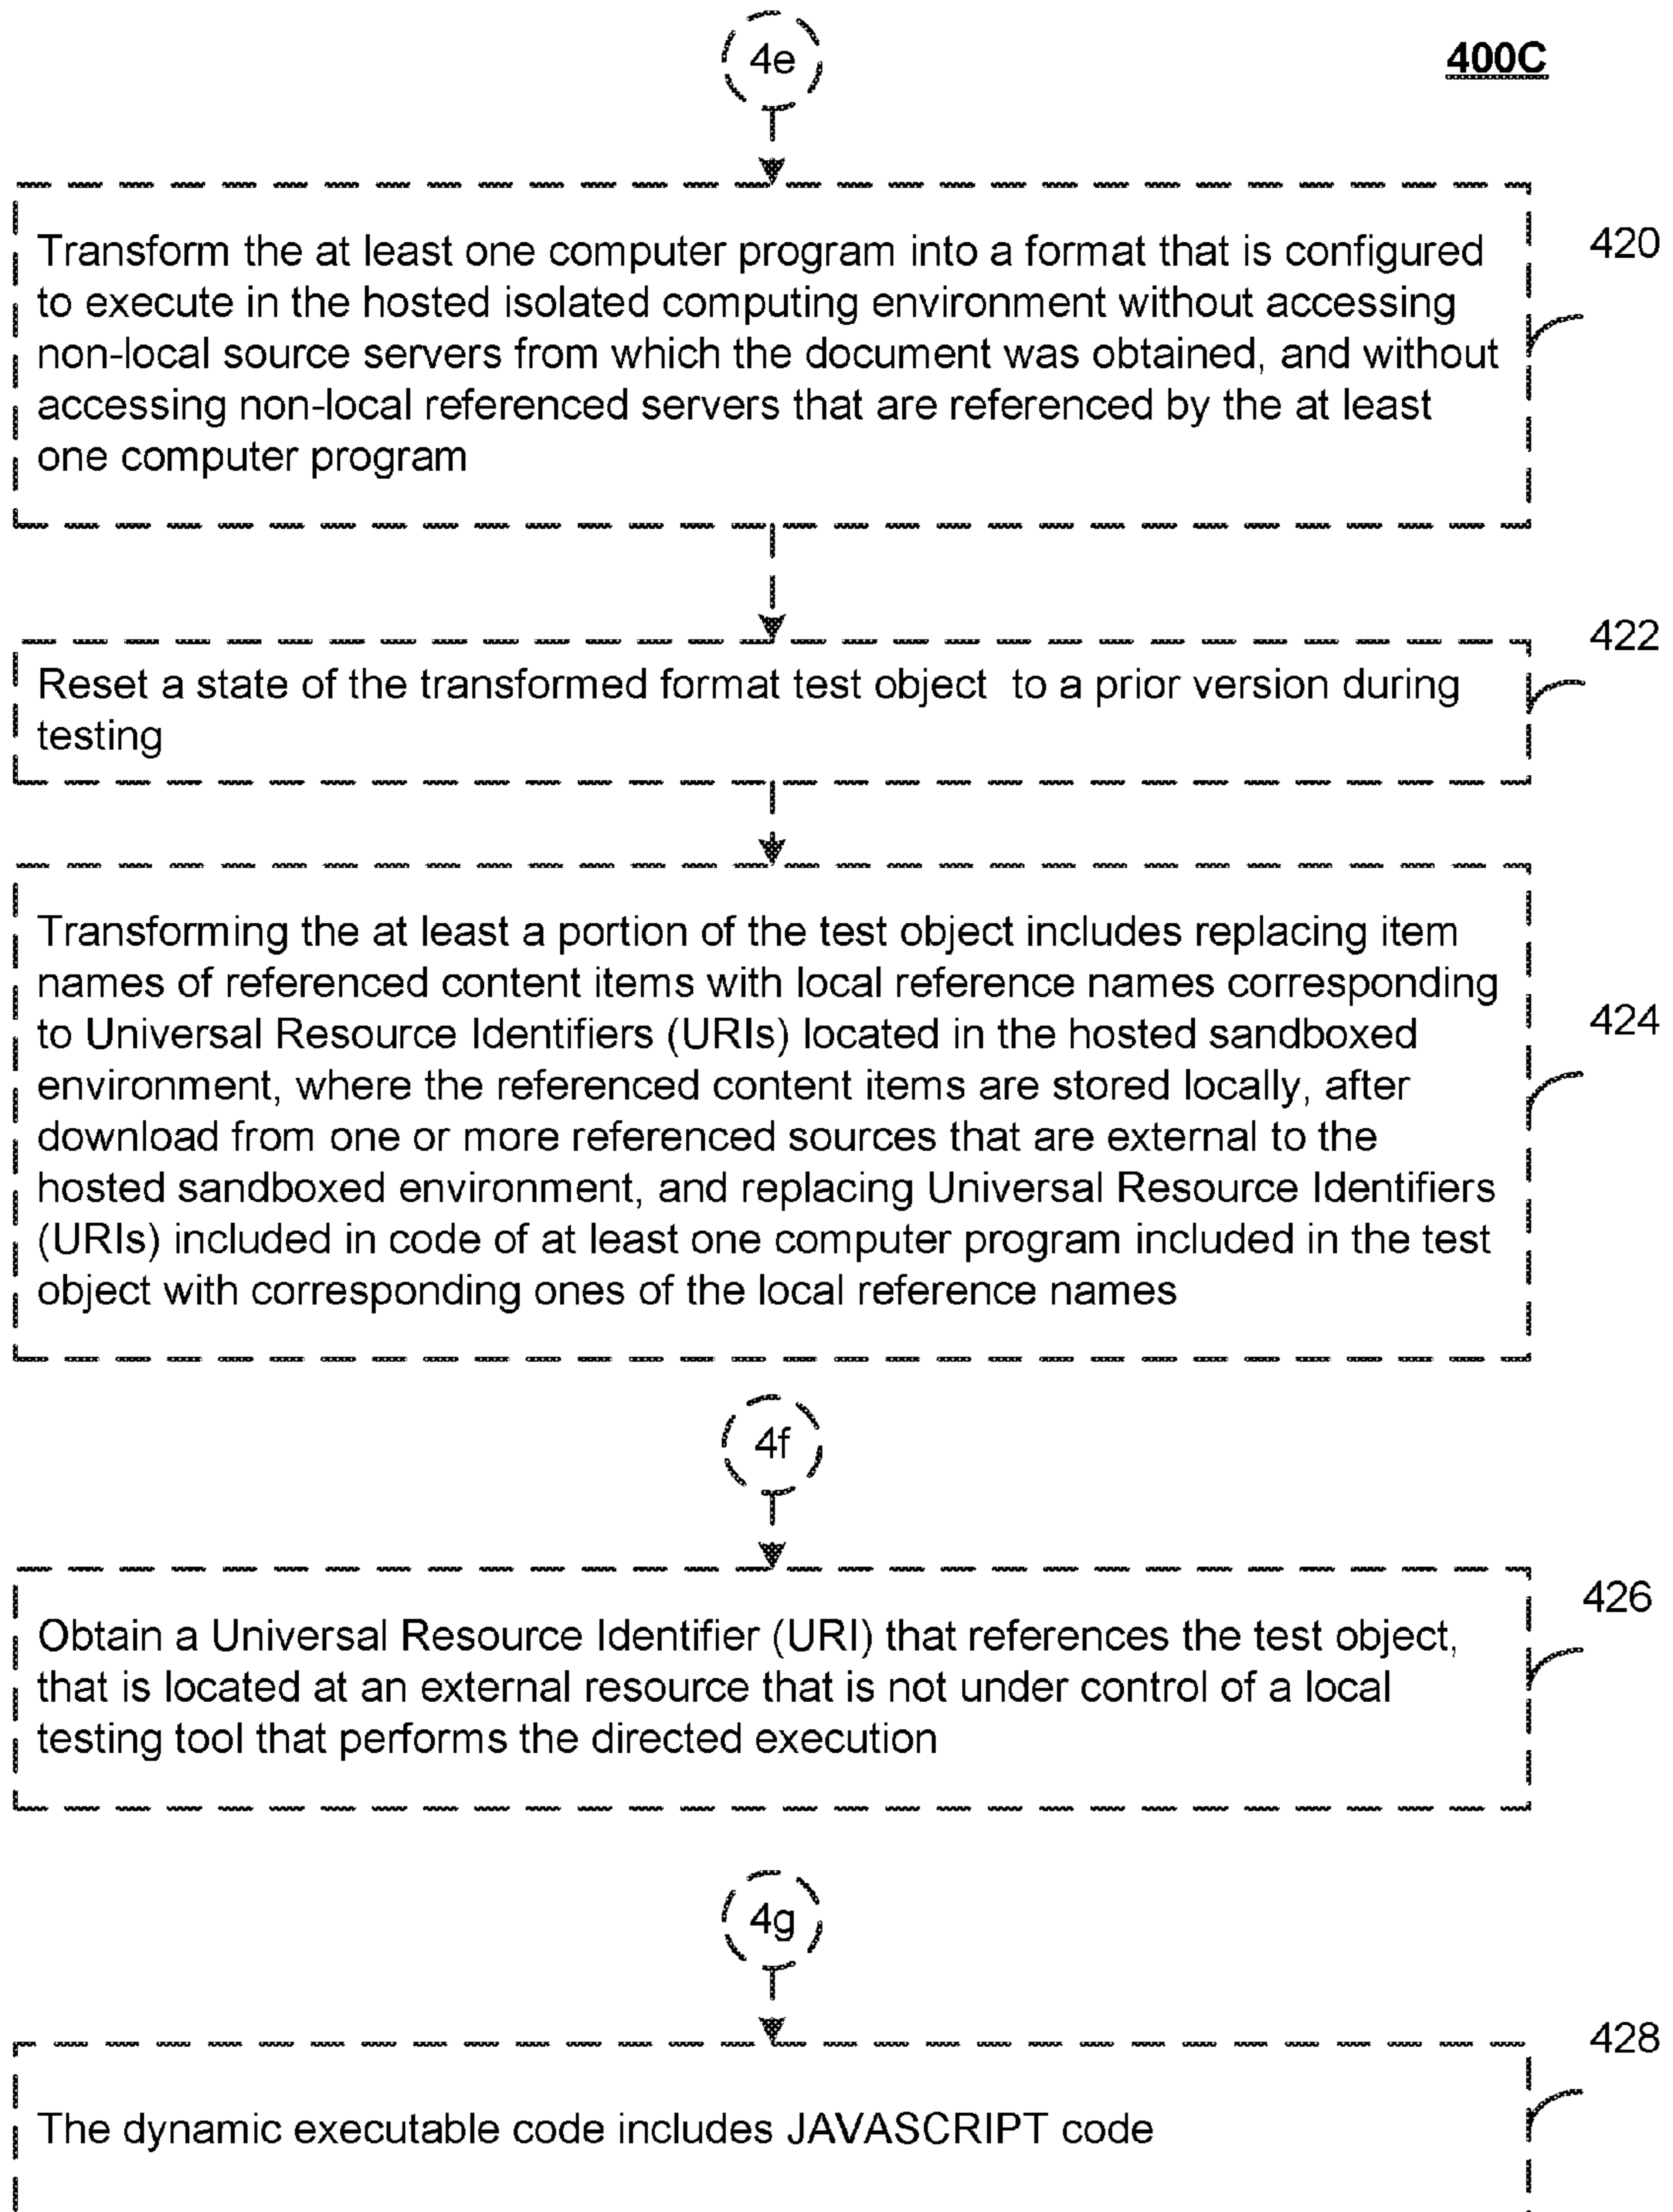 4e
400C
Transform the at least one computer program into a format that is configured
to execute in the hosted isolated computing environment without accessing
non-local source servers from which the document was obtained, and without
accessing non-local referenced servers that are referenced by the at least
one computer program
420
Reset a state of the transformed format test object to a prior version during
testing
422
Transforming the at least a portion of the test object includes replacing item
names of referenced content items with local reference names corresponding
to Universal Resource Identifiers (URIs) located in the hosted sandboxed
environment, where the referenced content items are stored locally, after
download from one or more referenced sources that are external to the
hosted sandboxed environment, and replacing Universal Resource Identifiers
(URIs) included in code of at least one computer program included in the test
object with corresponding ones of the local reference names
424
4f
Obtain a Universal Resource Identifier (URI) that references the test object,
that is located at an external resource that is not under control of a local
testing tool that performs the directed execution
426
4g
The dynamic executable code includes JAVASCRIPT code
428